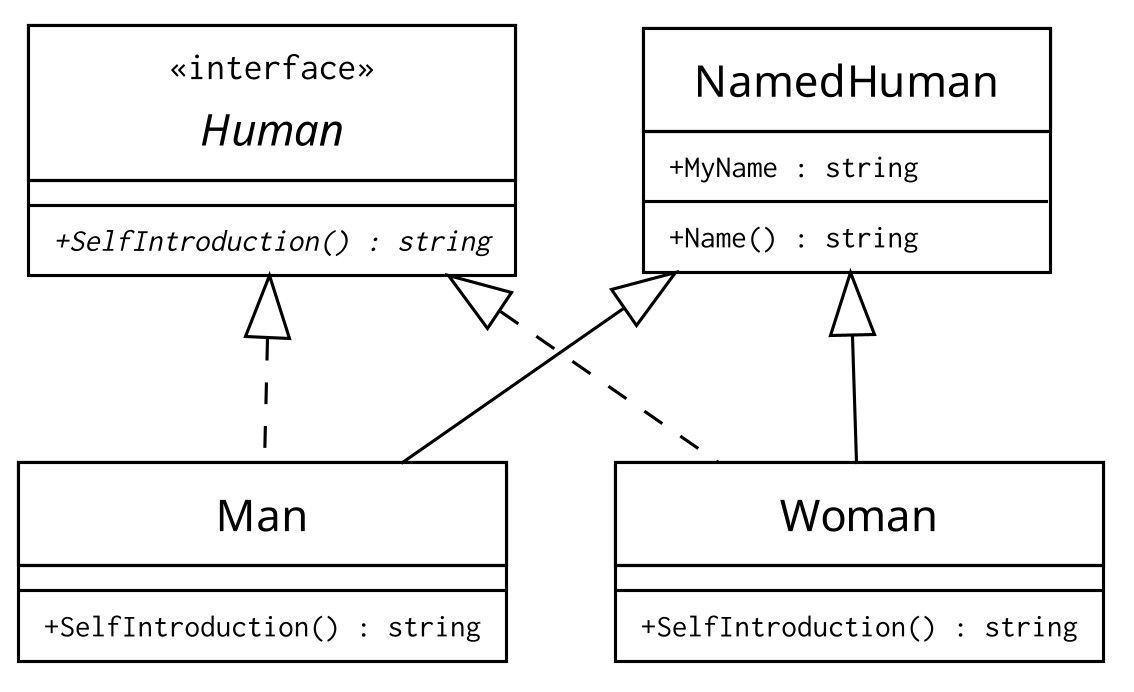 «interface»
Human
+SelfIntroduction() : string
NamedHuman
+MyName : string
+Name() : string
Man
+SelfIntroduction() : string
Woman
+SelfIntroduction() : string